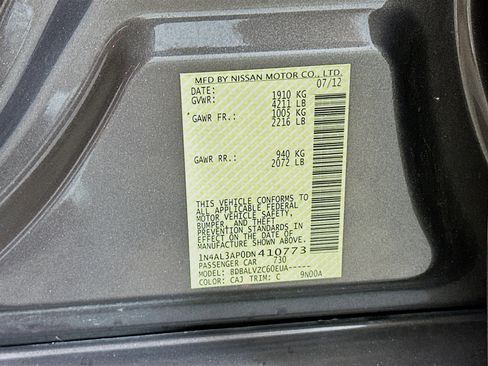 MFD BY NISSAN MOTOR CO., LTD.
DATE: 07/12
GVWR: 1910 KG
4211 LB
GAWR FR.: 1005 KG
2216 LB
GAWR RR.: 940 KG
2072 LB
THIS VEHICLE CONFORMS TO
ALL APPLICABLE FEDERAL
MOTOR VEHICLE SAFETY,
BUMPER, AND THEFT
PREVENTION STANDARDS
IN EFFECT ON THE DATE OF
MANUFACTURE SHOWN ABOVE.
1N4AL3AP0DN410773
PASSENGER CAR 730
MODEL: BDBALVZC60EUA-----
COLOR: CAJ TRIM: C 9N00A